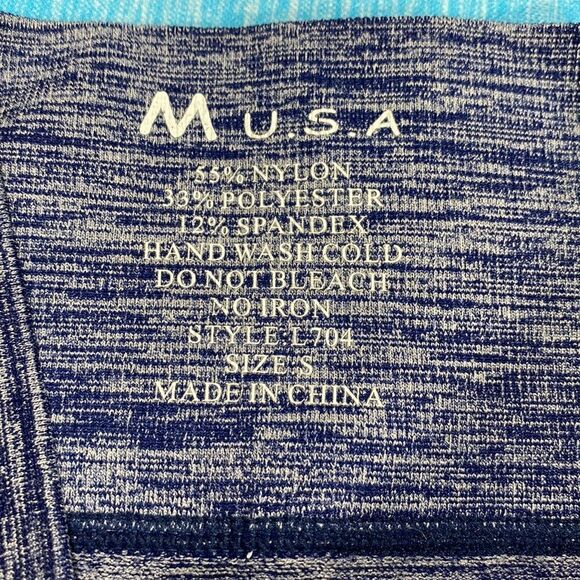 M U.S.A
55% NYLON
33% POLYESTER
12% SPANDEX
HAND WASH COLD
DO NOT BLEACH
NO IRON
STYLE L704
SIZE S
MADE IN CHINA